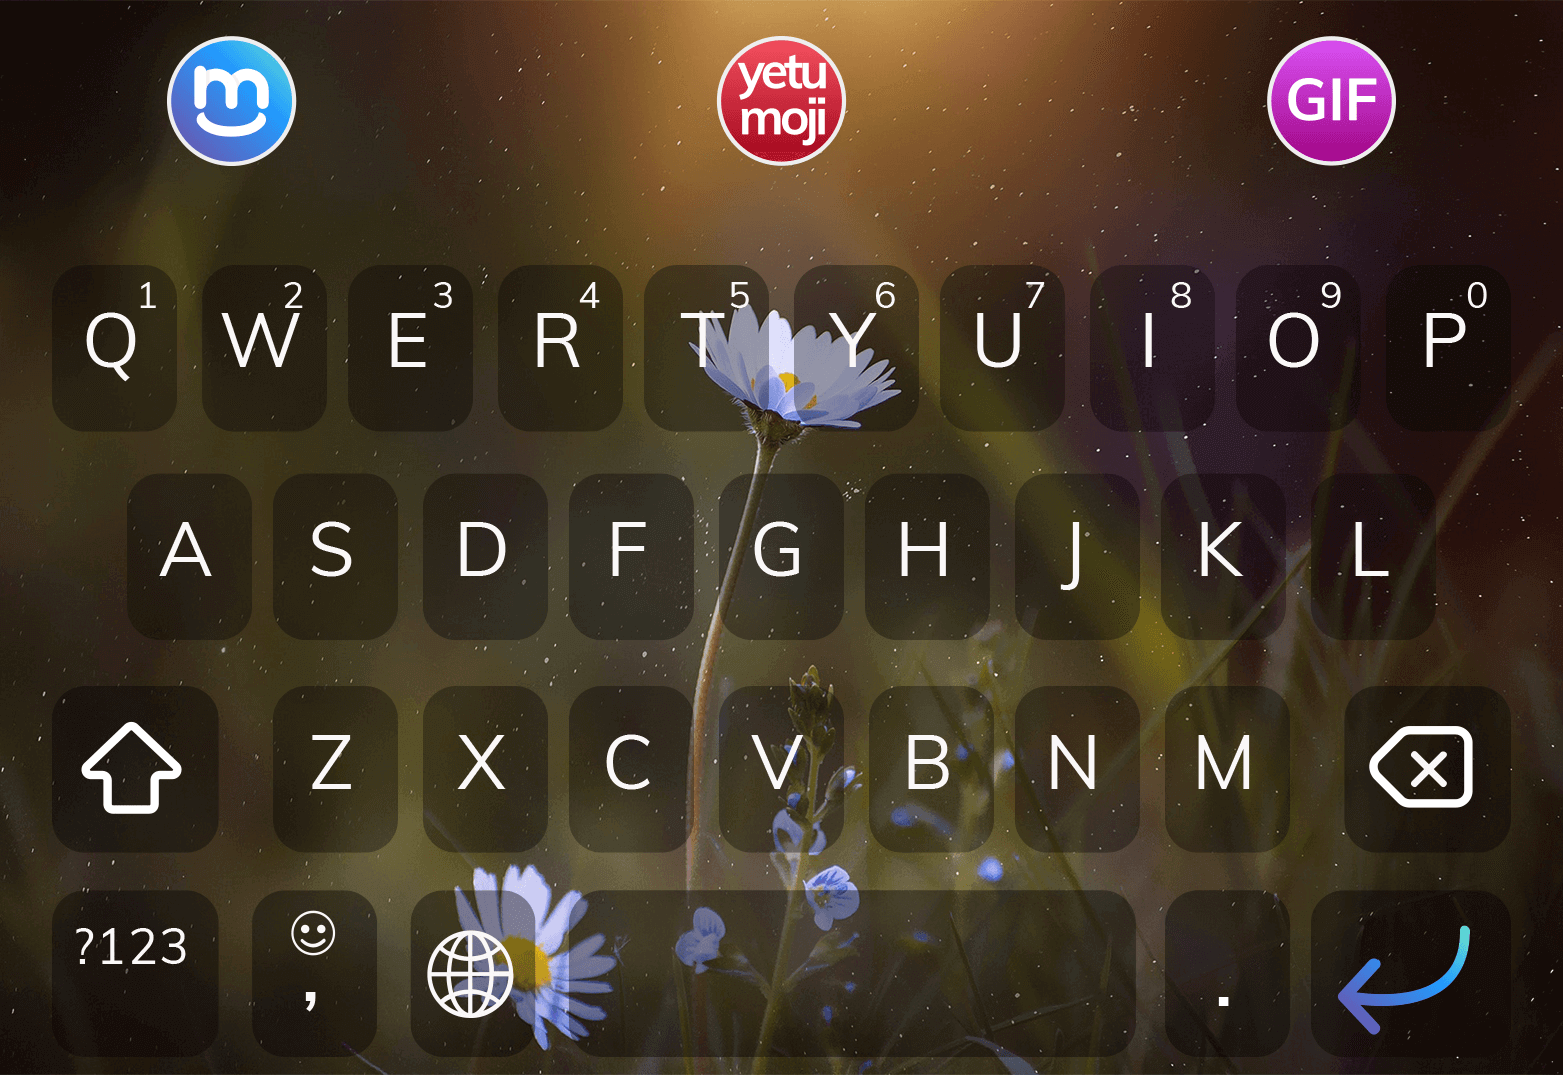 m
yetu
moji
GIF
Q1 W2 E3 R4 T5 Y6 U7 I8 O9 P0
A S D F G H J K L
Z X C V B N M
?123 , .